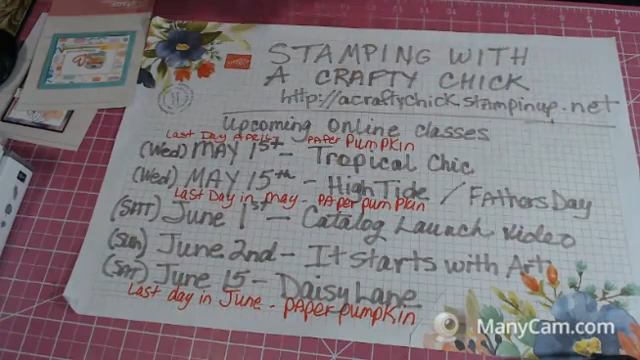 STAMPING WITH
A CRAFTY CHICK
http://acraftychick.stampinup.net
Upcoming Online classes
Last Day April - PAPER PUMPKIN
(Wed) MAY 1st - Tropical Chic
(Wed) MAY 15th - High Tide / Fathers Day
Last Day in May - PAPER pumpkin
(SAT) June 1st - Catalog Launch Video
(Sun) June 2nd - It Starts with Art
(SAT) June 15 - Daisy Lane
Last day in June - PAPER pumpkin
ManyCam.com